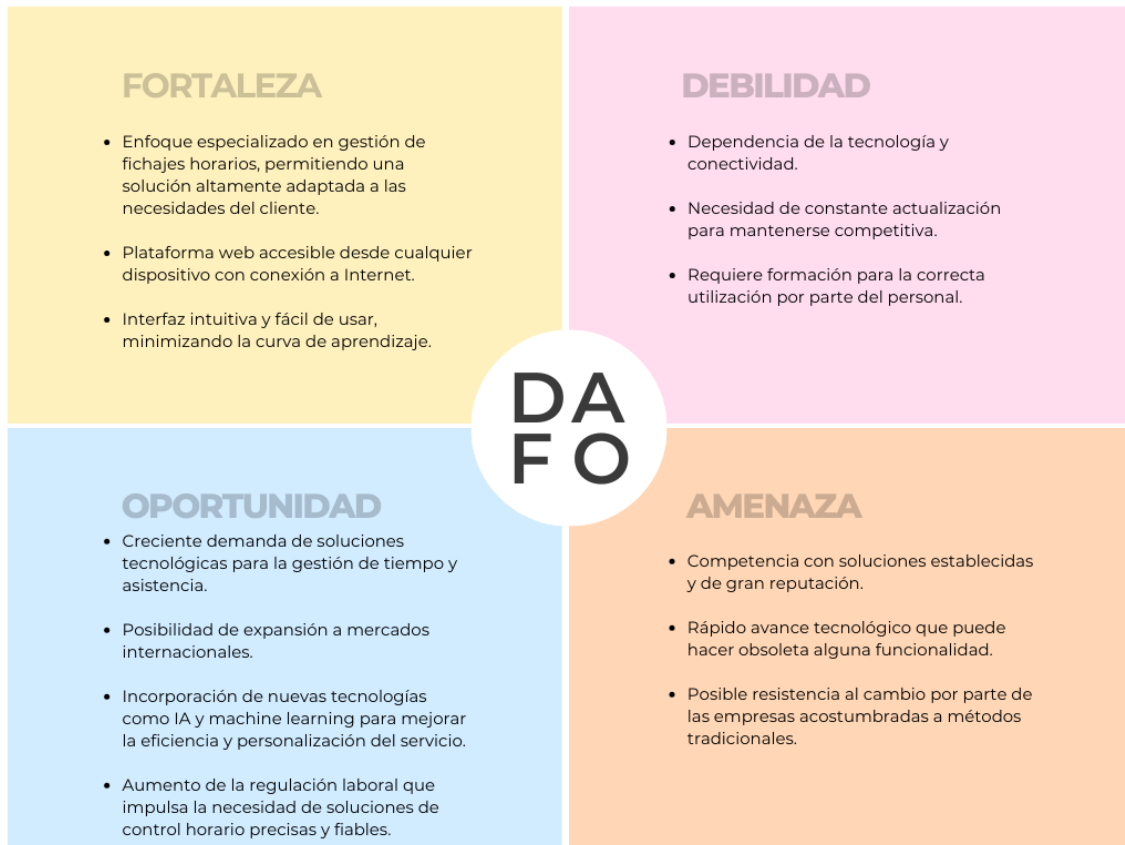 FORTALEZA
• Enfoque especializado en gestión de
fichajes horarios, permitiendo una
solución altamente adaptada a las
necesidades del cliente.
• Plataforma web accesible desde cualquier
dispositivo con conexión a Internet.
• Interfaz intuitiva y fácil de usar,
minimizando la curva de aprendizaje.
DEBILIDAD
• Dependencia de la tecnología y
conectividad.
• Necesidad de constante actualización
para mantenerse competitiva.
• Requiere formación para la correcta
utilización por parte del personal.
DA
FO
OPORTUNIDAD
• Creciente demanda de soluciones
tecnológicas para la gestión de tiempo y
asistencia.
• Posibilidad de expansión a mercados
internacionales.
• Incorporación de nuevas tecnologías
como IA y machine learning para mejorar
la eficiencia y personalización del servicio.
• Aumento de la regulación laboral que
impulsa la necesidad de soluciones de
control horario precisas y fiables.
AMENAZA
• Competencia con soluciones establecidas
y de gran reputación.
• Rápido avance tecnológico que puede
hacer obsoleta alguna funcionalidad.
• Posible resistencia al cambio por parte de
las empresas acostumbradas a métodos
tradicionales.